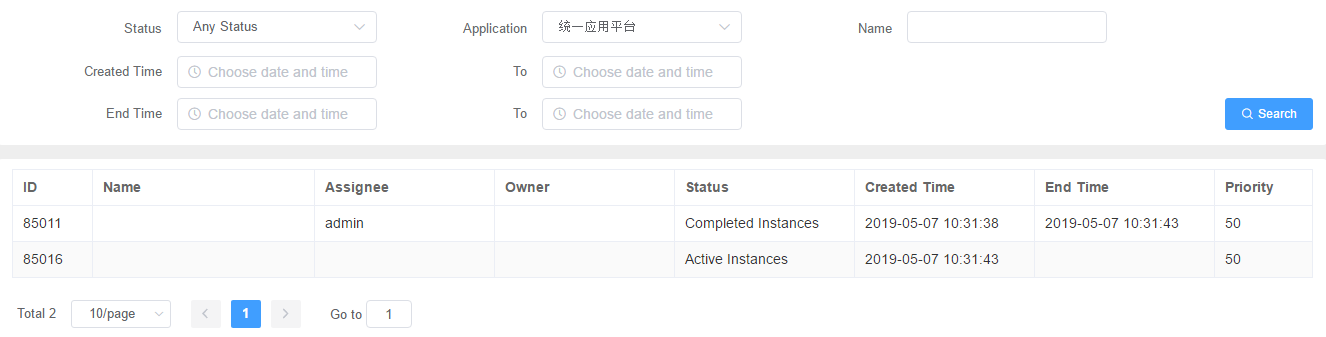 Status Any Status Application 统一应用平台 Name
Created Time Choose date and time To Choose date and time
End Time Choose date and time To Choose date and time Search
ID Name Assignee Owner Status Created Time End Time Priority
85011 admin Completed Instances 2019-05-07 10:31:38 2019-05-07 10:31:43 50
85016 Active Instances 2019-05-07 10:31:43 50
Total 2 10/page 1 Go to 1